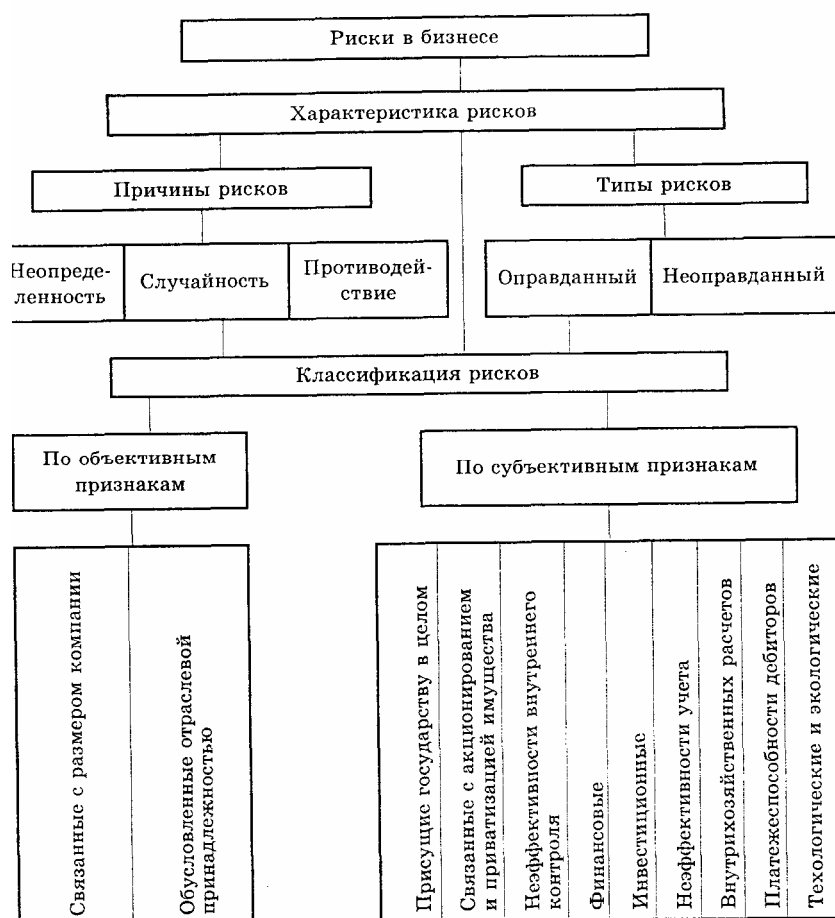 Риски в бизнесе
Характеристика рисков
Причины рисков
Типы рисков
Неопреде-
ленность
Случайность
Противодей-
ствие
Оправданный
Неоправданный
Классификация рисков
По объективным
признакам
По субъективным признакам
Связанные с размером компании
Обусловленные отраслевой
принадлежностью
Присущие государству в целом
Связанные с акционированием
и приватизацией имущества
Неэффективности внутреннего
контроля
Финансовые
Инвестиционные
Неэффективности учета
Внутрихозяйственных расчетов
Платежеспособности дебиторов
Техологические и экологические